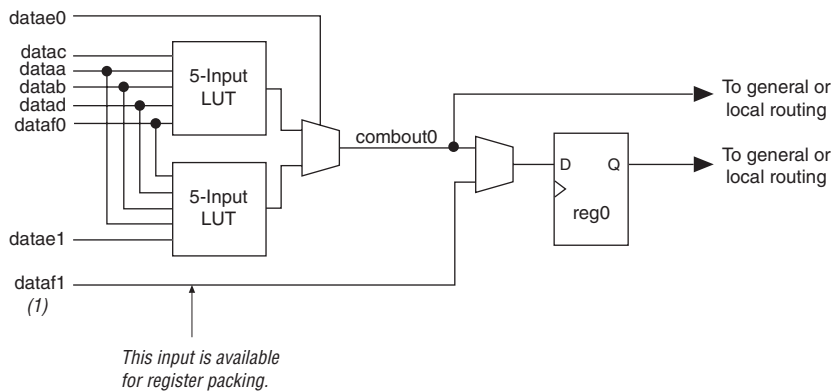 datae0
datac
dataa
datab
datad
dataf0
5-Input
LUT
5-Input
LUT
combout0
To general or
local routing
D Q
reg0
To general or
local routing
datae1
dataf1
(1)
This input is available
for register packing.